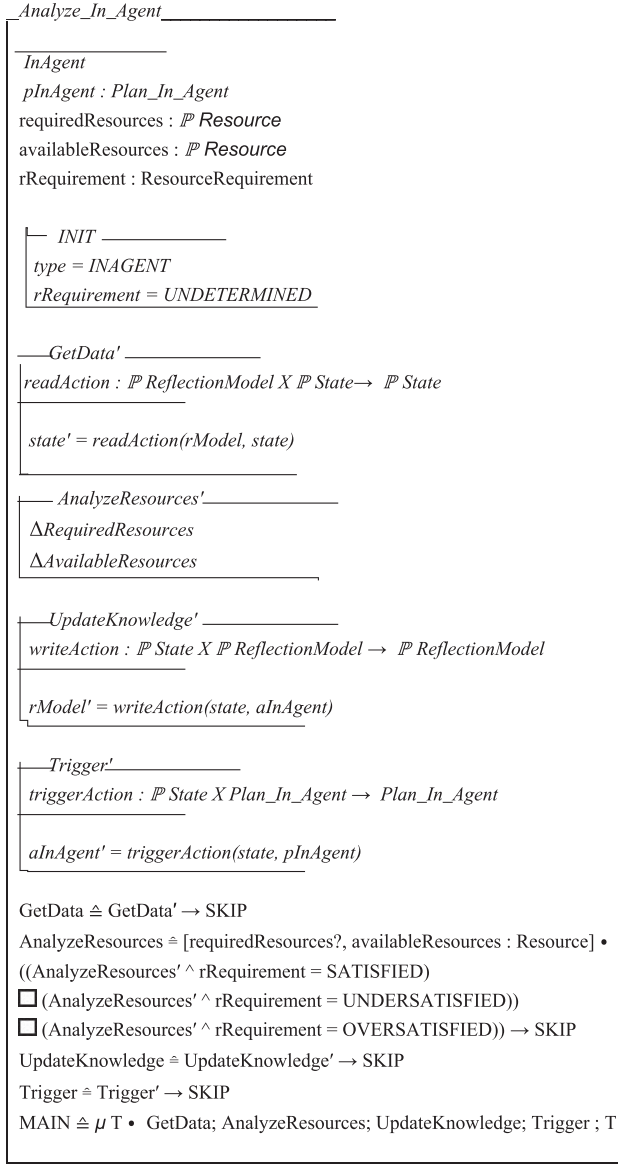 Analyze_In_Agent
InAgent
pInAgent : Plan_In_Agent
requiredResources : ℙ Resource
availableResources : ℙ Resource
rRequirement : ResourceRequirement
INIT
type = INAGENT
rRequirement = UNDETERMINED
GetData′
readAction : ℙ ReflectionModel X ℙ State→ ℙ State
state′ = readAction(rModel, state)
AnalyzeResources′
ΔRequiredResources
ΔAvailableResources
UpdateKnowledge′
writeAction : ℙ State X ℙ ReflectionModel → ℙ ReflectionModel
rModel′ = writeAction(state, aInAgent)
Trigger′
triggerAction : ℙ State X Plan_In_Agent → Plan_In_Agent
aInAgent′ = triggerAction(state, pInAgent)
GetData ≙ GetData′ → SKIP
AnalyzeResources ≙ [requiredResources?, availableResources : Resource] •
((AnalyzeResources′ ^ rRequirement = SATISFIED)
□ (AnalyzeResources′ ^ rRequirement = UNDERSATISFIED))
□ (AnalyzeResources′ ^ rRequirement = OVERSATISFIED)) → SKIP
UpdateKnowledge ≙ UpdateKnowledge′ → SKIP
Trigger ≙ Trigger′ → SKIP
MAIN ≙ μ T • GetData; AnalyzeResources; UpdateKnowledge; Trigger ; T